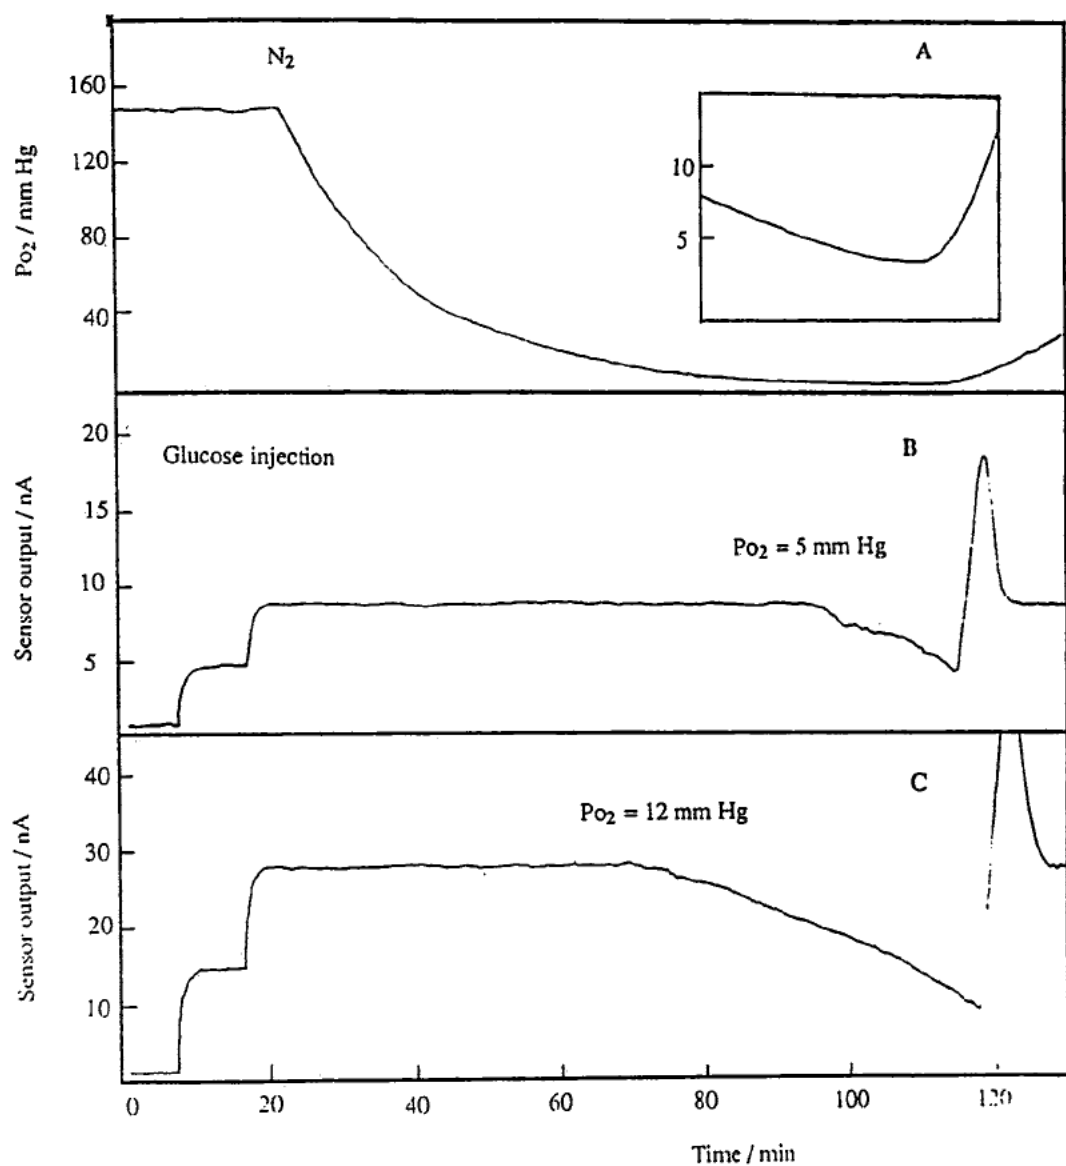 N2
A
160
120
80
40
Po2 / mm Hg
10
5
20
15
10
5
Sensor output / nA
Glucose injection
B
Po2 = 5 mm Hg
40
30
20
10
Sensor output / nA
C
Po2 = 12 mm Hg
0
20
40
60
80
100
120
Time / min